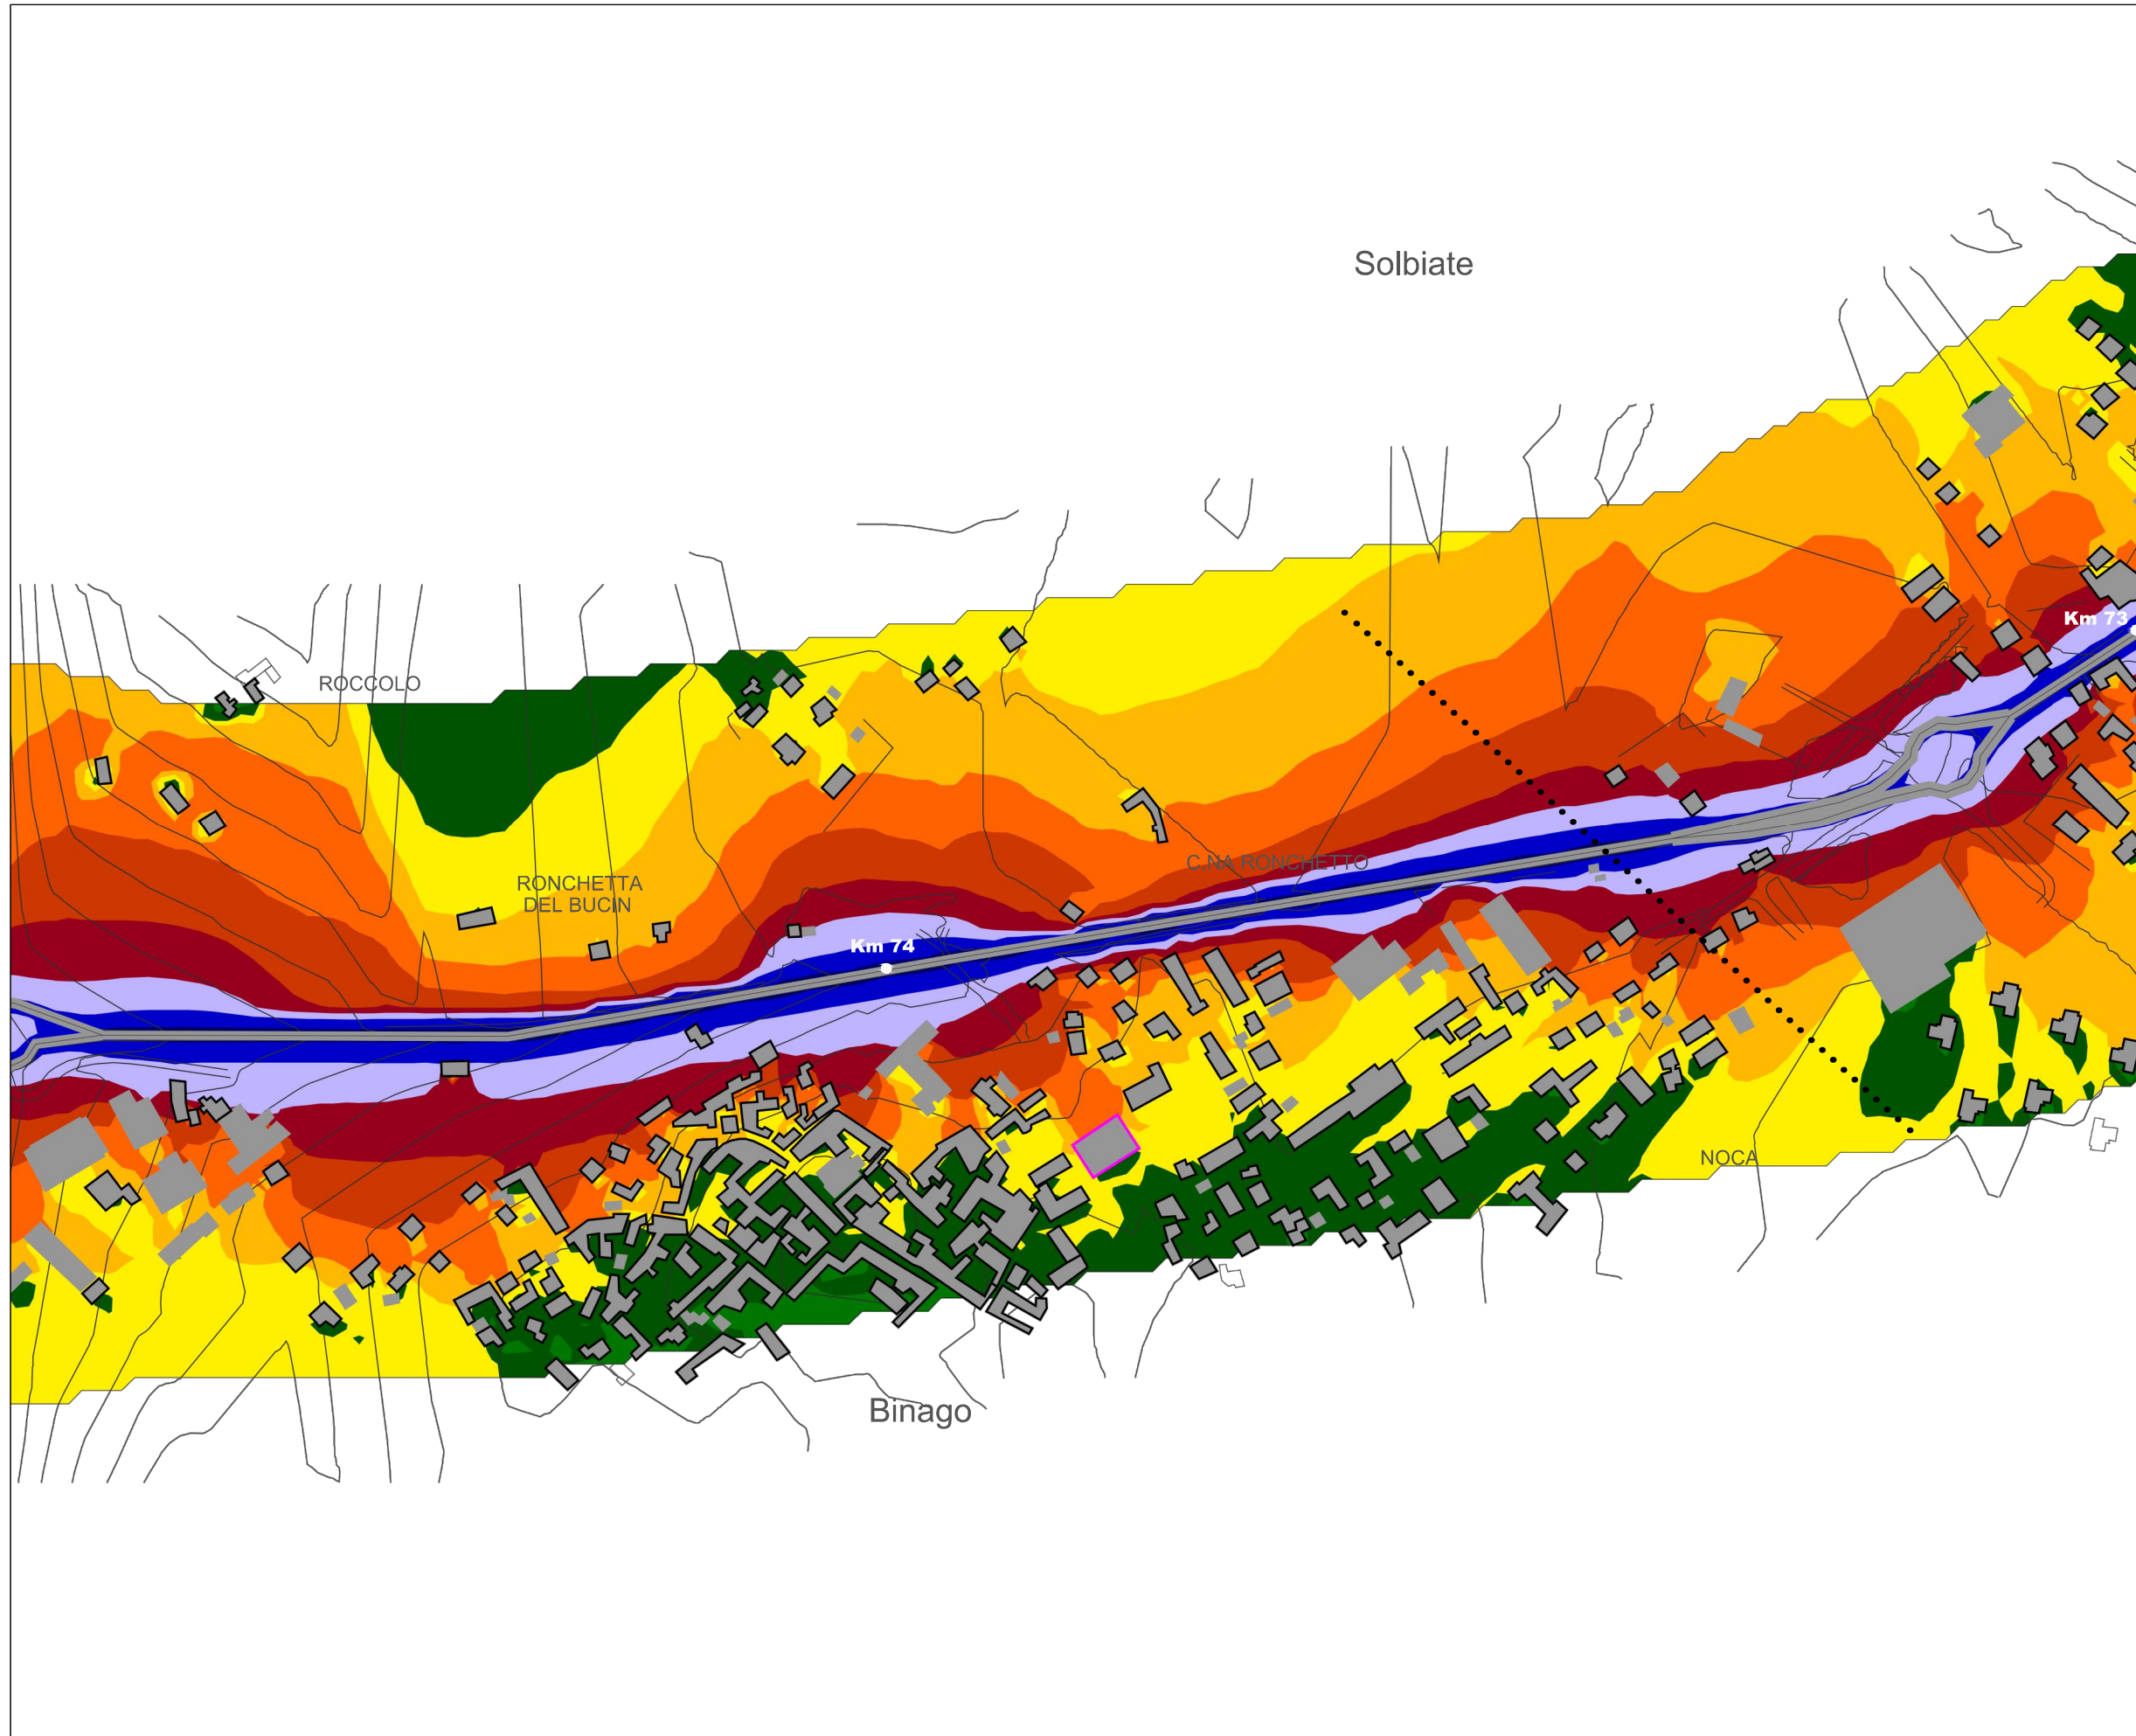 Solbiate
Km 73
ROCCOLO
C.NA RONCHETTO
RONCHETTA
DEL BUCIN
Km 74
NOCA
Binago